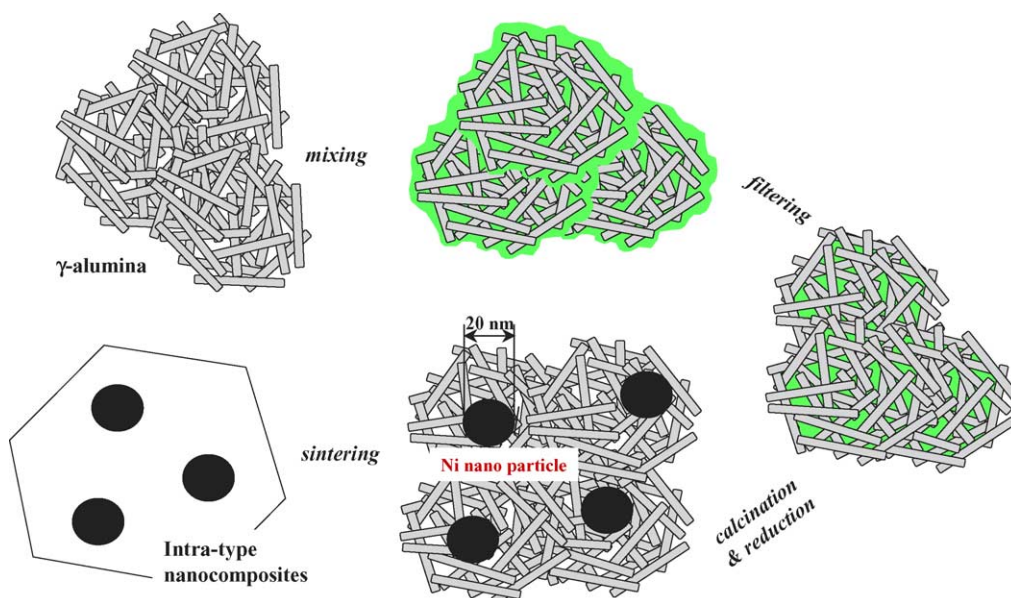 mixing
γ-alumina
filtering
20 nm
Ni nano particle
calcination
& reduction
sintering
Intra-type
nanocomposites